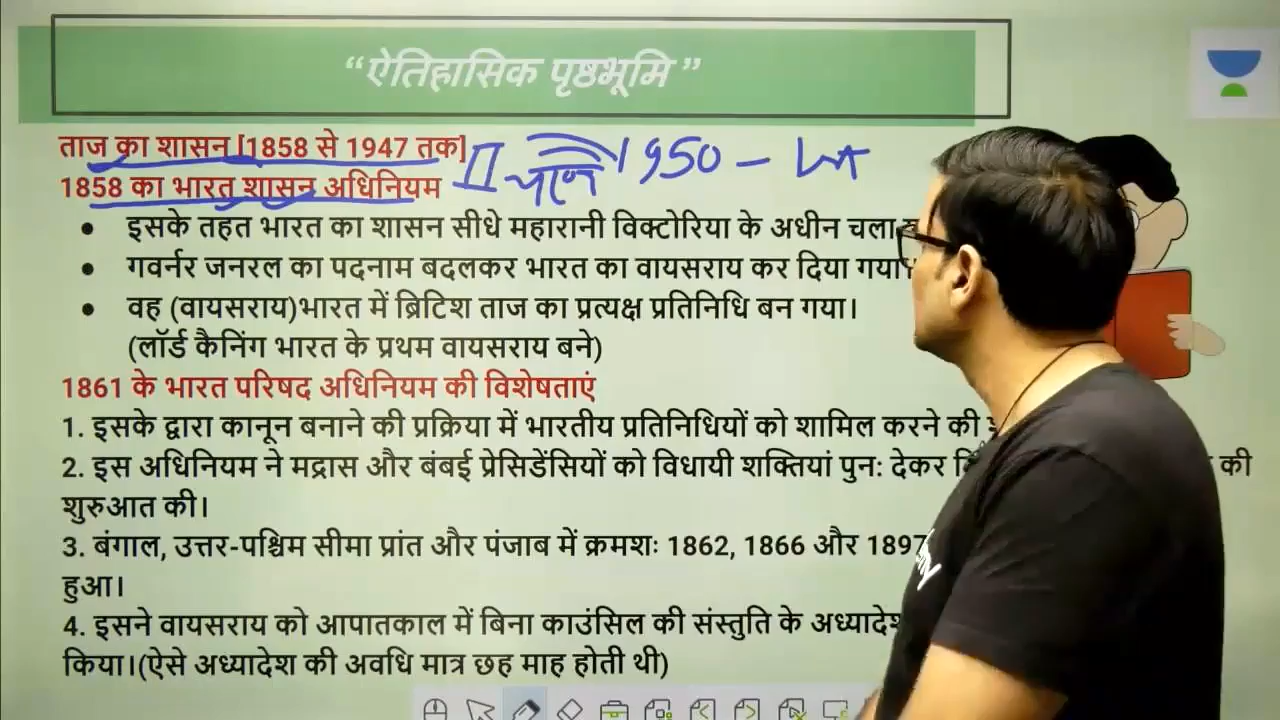 “ऐतिहासिक पृष्ठभूमि ”
ताज का शासन [1858 से 1947 तक]
II 1950 -
1858 का भारत शासन अधिनियम
• इसके तहत भारत का शासन सीधे महारानी विक्टोरिया के अधीन चला
• गवर्नर जनरल का पदनाम बदलकर भारत का वायसराय कर दिया गया
• वह (वायसराय)भारत में ब्रिटिश ताज का प्रत्यक्ष प्रतिनिधि बन गया।
(लॉर्ड कैनिंग भारत के प्रथम वायसराय बने)
1861 के भारत परिषद अधिनियम की विशेषताएं
1. इसके द्वारा कानून बनाने की प्रक्रिया में भारतीय प्रतिनिधियों को शामिल करने की
2. इस अधिनियम ने मद्रास और बंबई प्रेसिडेंसियों को विधायी शक्तियां पुन: देकर की
शुरुआत की।
3. बंगाल, उत्तर-पश्चिम सीमा प्रांत और पंजाब में क्रमशः 1862, 1866 और 1897
हुआ।
4. इसने वायसराय को आपातकाल में बिना काउंसिल की संस्तुति के
किया।(ऐसे अध्यादेश की अवधि मात्र छह माह होती थी)